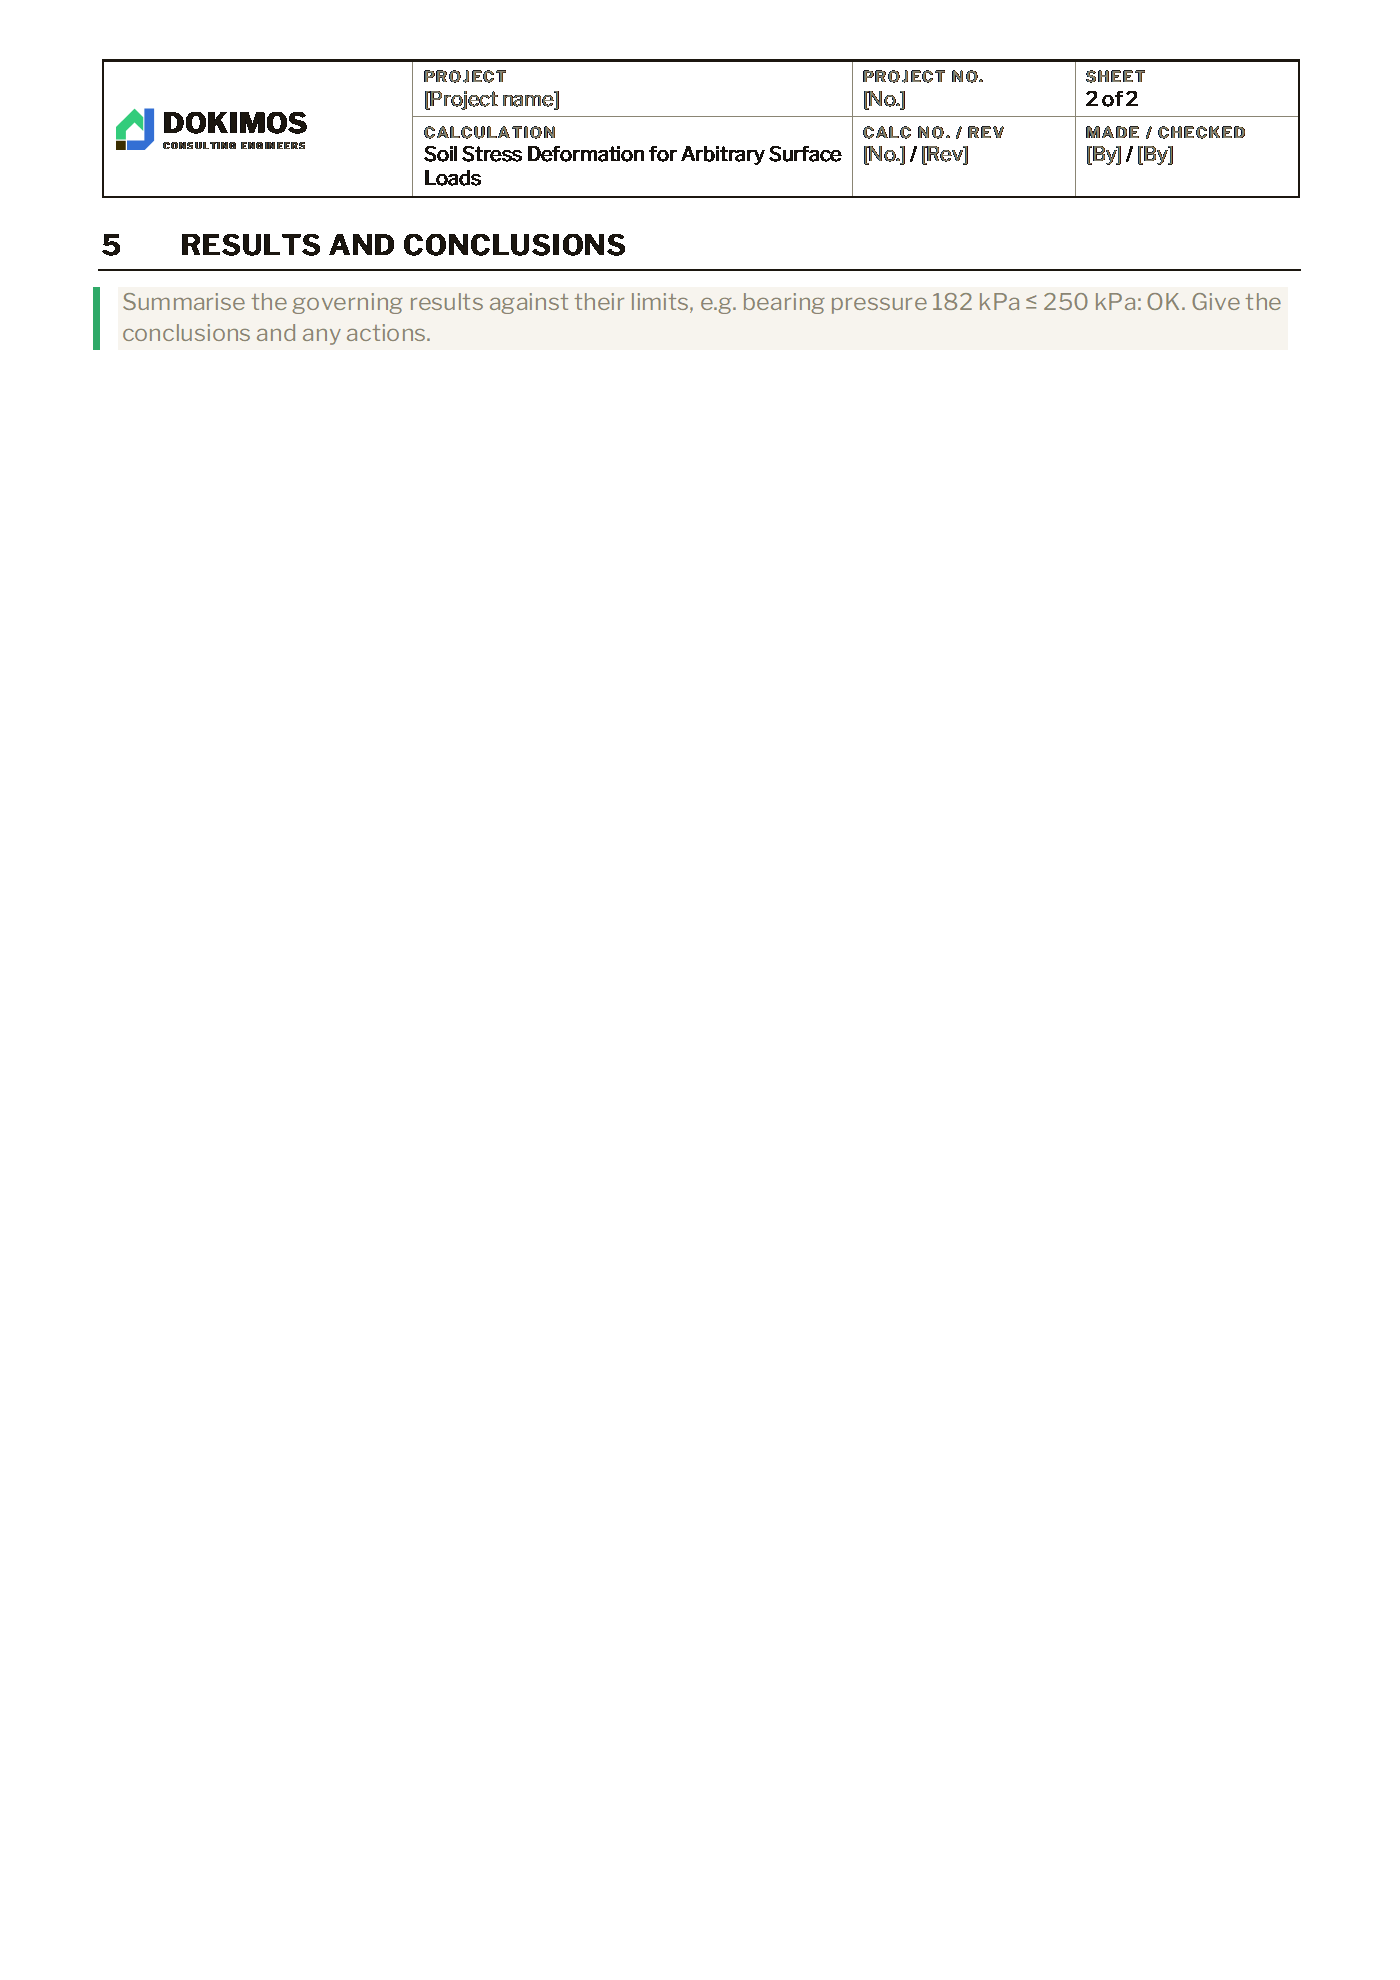 DOKIMOS
CONSULTING ENGINEERS
PROJECT
[Project name]
PROJECT NO.
[No.]
SHEET
2 of 2
CALCULATION
Soil Stress Deformation for Arbitrary Surface
Loads
CALC NO. / REV
[No.] / [Rev]
MADE / CHECKED
[By] / [By]
5 RESULTS AND CONCLUSIONS
Summarise the governing results against their limits, e.g. bearing pressure 182 kPa ≤ 250 kPa: OK. Give the
conclusions and any actions.